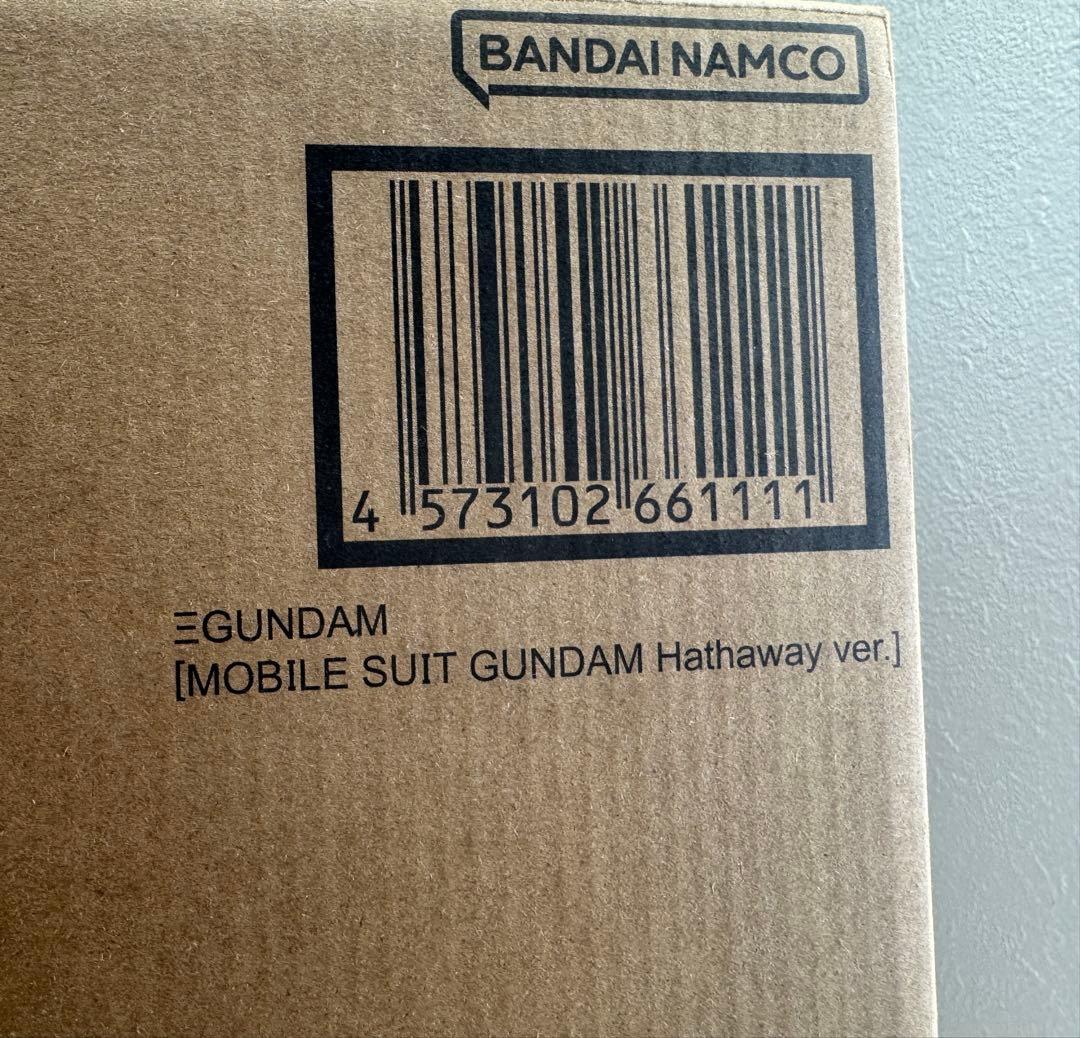 BANDAI NAMCO
4 573102 661111
ΞGUNDAM
[MOBILE SUIT GUNDAM Hathaway ver.]